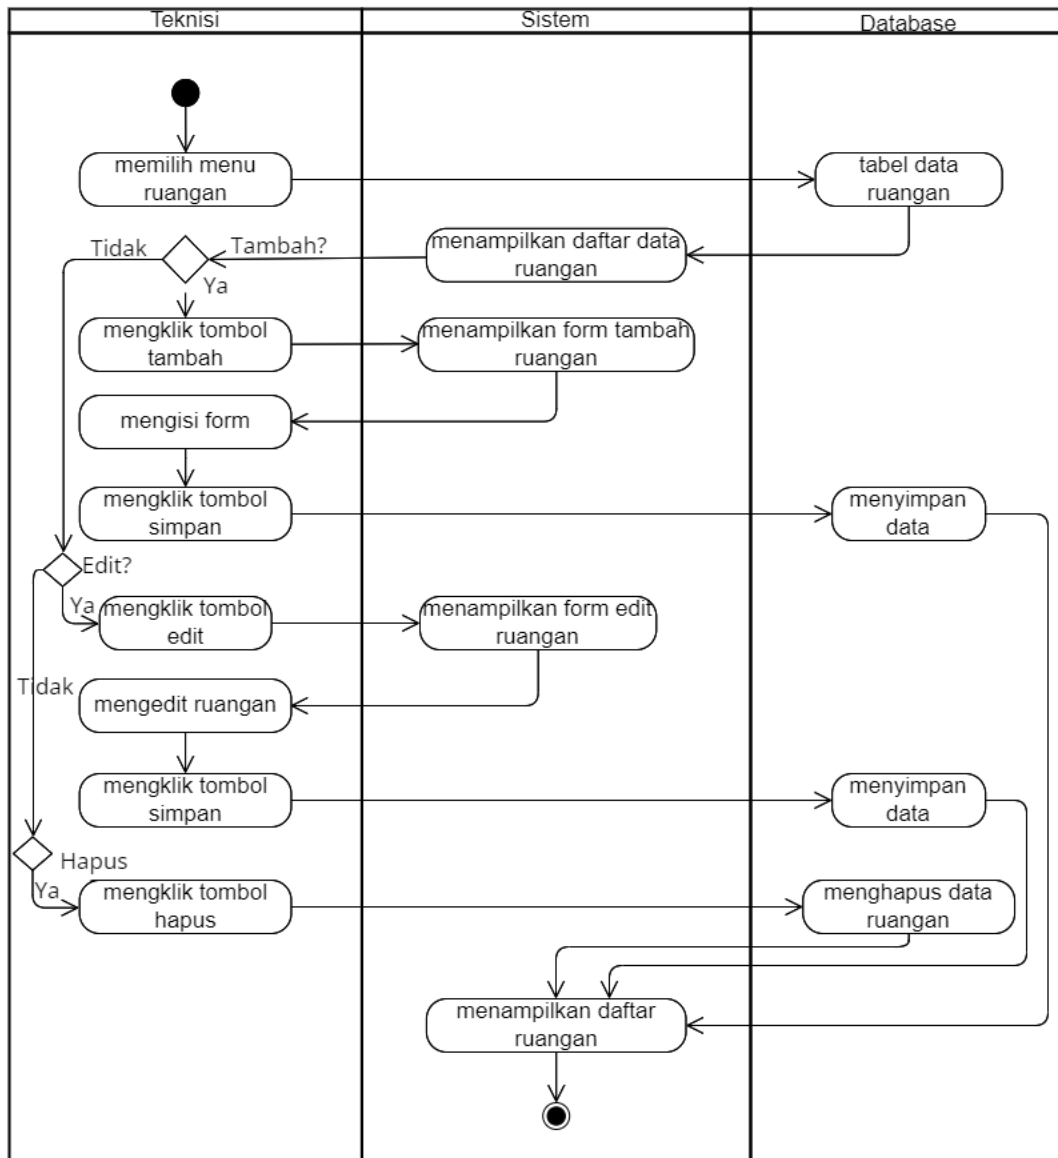 Teknisi
Sistem
Database
memilih menu
ruangan
tabel data
ruangan
menampilkan daftar data
ruangan
Tambah?
Tidak
Ya
mengklik tombol
tambah
menampilkan form tambah
ruangan
mengisi form
mengklik tombol
simpan
menyimpan
data
Edit?
Ya
mengklik tombol
edit
menampilkan form edit
ruangan
Tidak
mengedit ruangan
mengklik tombol
simpan
menyimpan
data
Hapus
Ya
mengklik tombol
hapus
menghapus data
ruangan
menampilkan daftar
ruangan